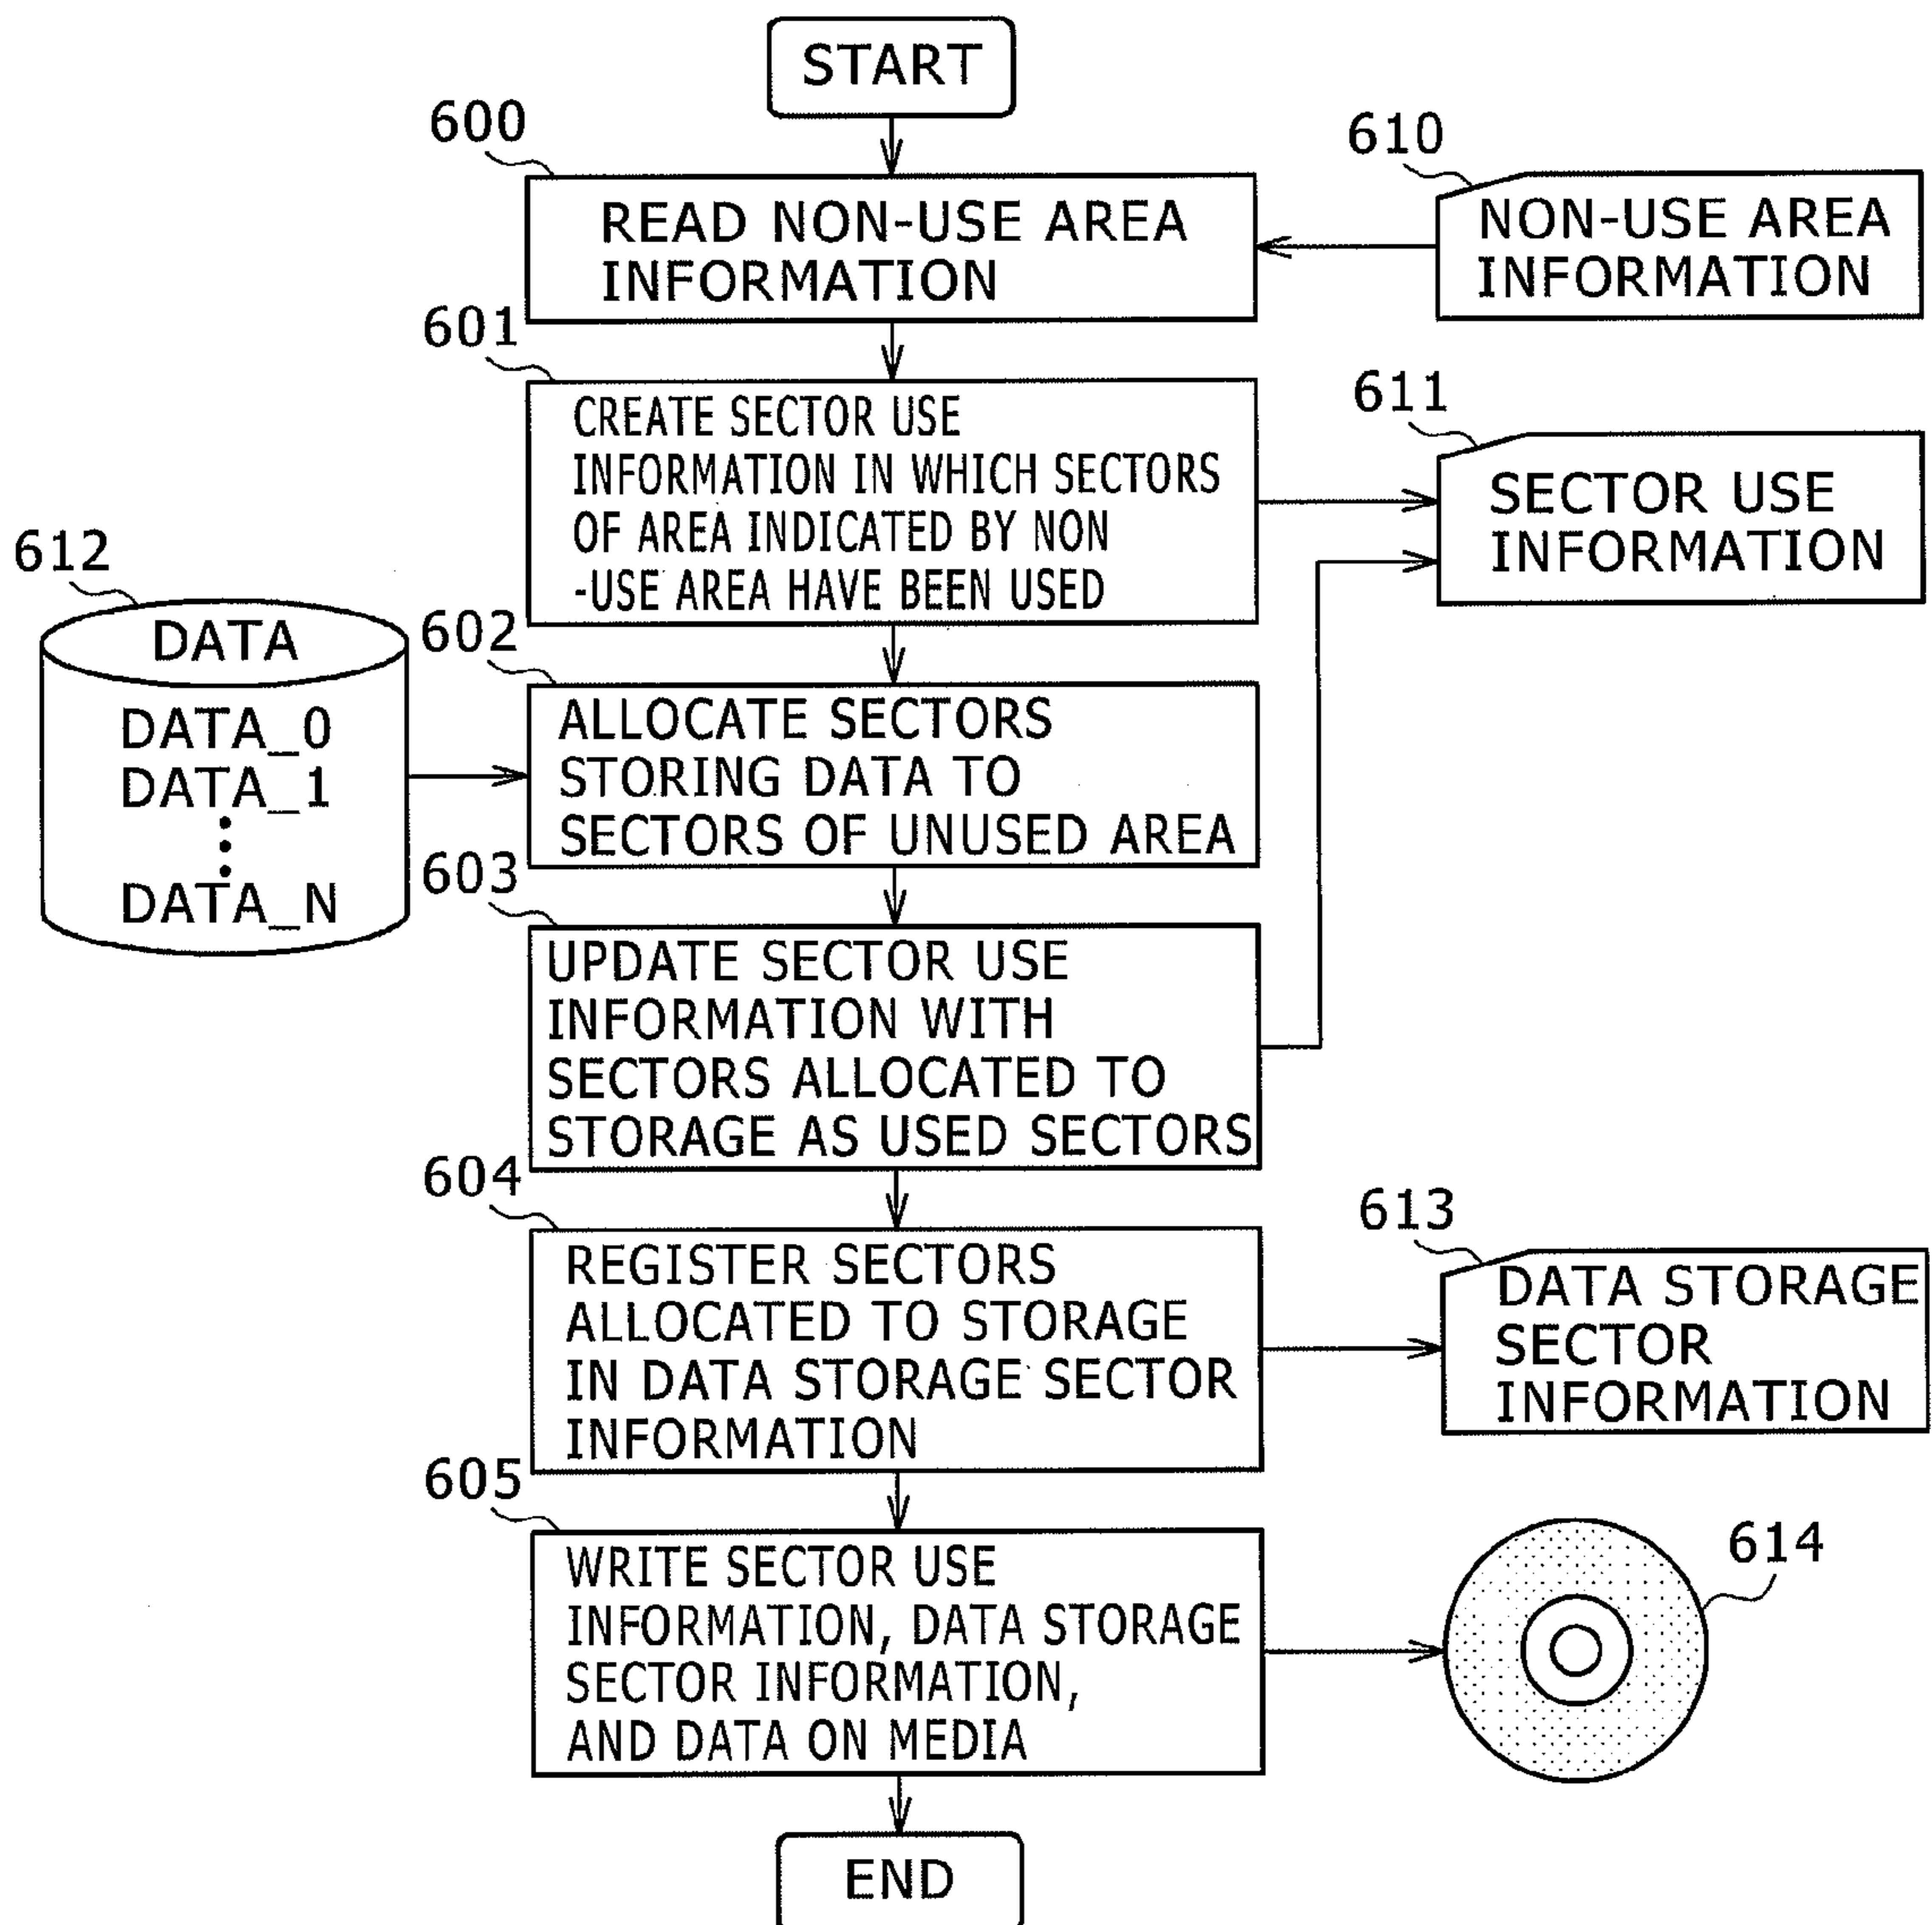 START
600
READ NON-USE AREA
INFORMATION
610
NON-USE AREA
INFORMATION
601
CREATE SECTOR USE
INFORMATION IN WHICH SECTORS
OF AREA INDICATED BY NON
-USE AREA HAVE BEEN USED
611
SECTOR USE
INFORMATION
612
DATA
DATA_0
DATA_1
DATA_N
602
ALLOCATE SECTORS
STORING DATA TO
SECTORS OF UNUSED AREA
603
UPDATE SECTOR USE
INFORMATION WITH
SECTORS ALLOCATED TO
STORAGE AS USED SECTORS
604
REGISTER SECTORS
ALLOCATED TO STORAGE
IN DATA STORAGE SECTOR
INFORMATION
613
DATA STORAGE
SECTOR
INFORMATION
605
WRITE SECTOR USE
INFORMATION, DATA STORAGE
SECTOR INFORMATION,
AND DATA ON MEDIA
614
END